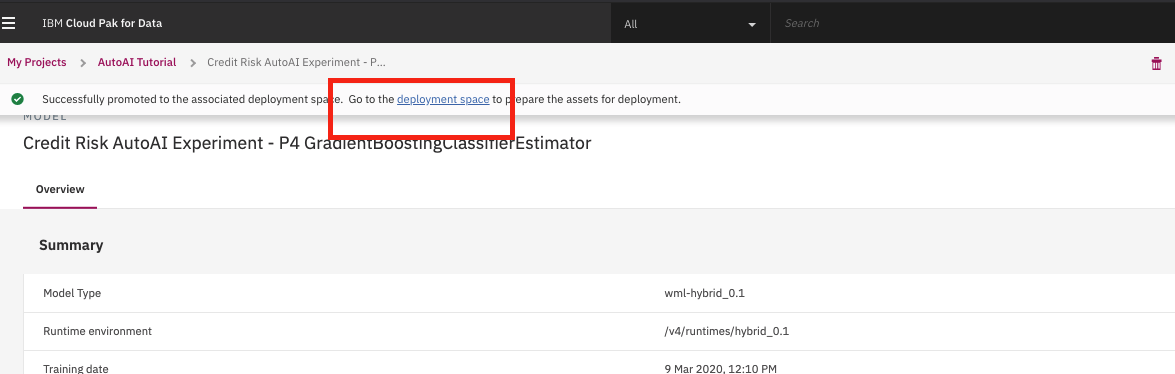 IBM Cloud Pak for Data All Search
My Projects AutoAI Tutorial Credit Risk AutoAI Experiment - P...
Successfully promoted to the associated deployment space. Go to the deployment space to prepare the assets for deployment.
MODEL
Credit Risk AutoAI Experiment - P4 GradientBoostingClassifierEstimator
Overview
Summary
Model Type wml-hybrid_0.1
Runtime environment /v4/runtimes/hybrid_0.1
Training date 9 Mar 2020, 12:10 PM